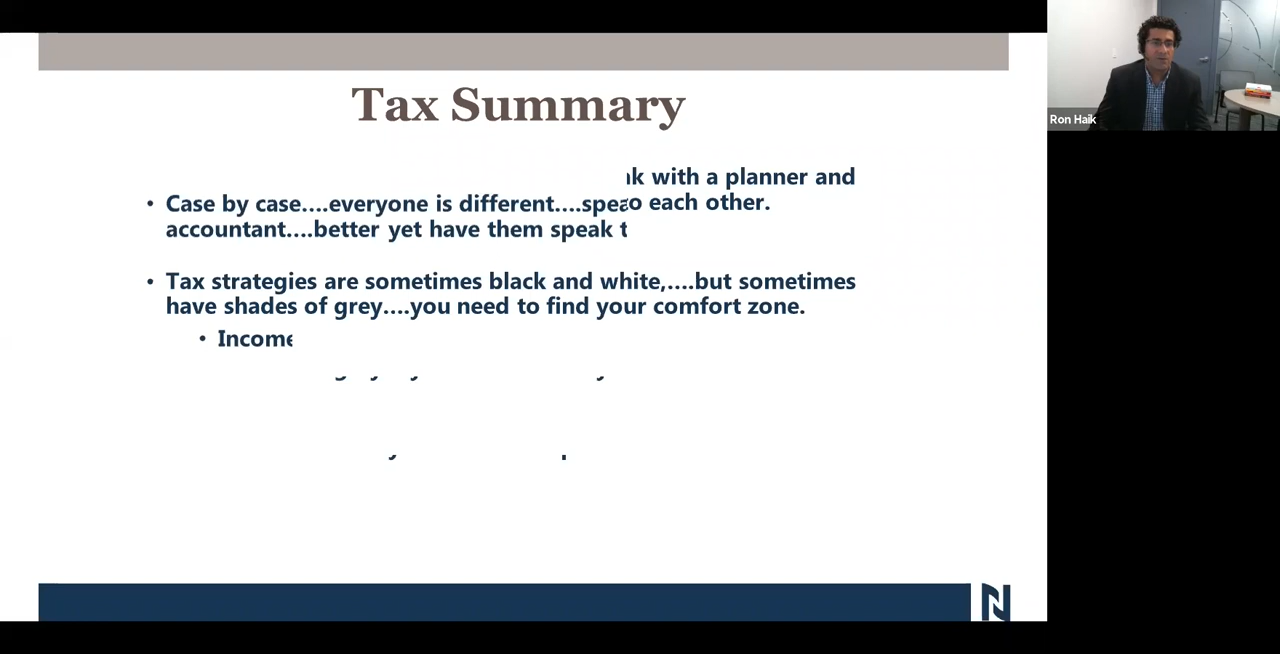 Tax Summary
• Case by case....everyone is different....speak with a planner and
accountant....better yet have them speak to each other.
• Tax strategies are sometimes black and white,....but sometimes
have shades of grey....you need to find your comfort zone.
• Income
Ron Haik